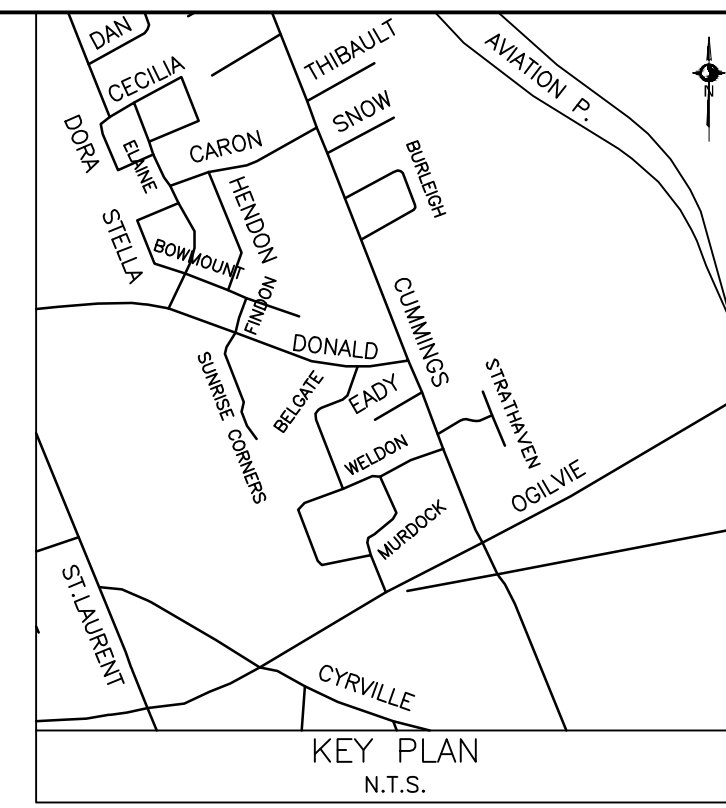 DAN
THIBAULT
AVIATION P.
CECILIA
SNOW
N
DORA
ELAINE
CARON
BURLEIGH
HENDON
STELLA
BOWMOUNT
FINDON
CUMMINGS
DONALD
SUNRISE CORNERS
BELGATE
EADY
STRATHAVEN
WELDON
OGILVIE
MURDOCK
ST.LAURENT
CYRVILLE
KEY PLAN
N.T.S.